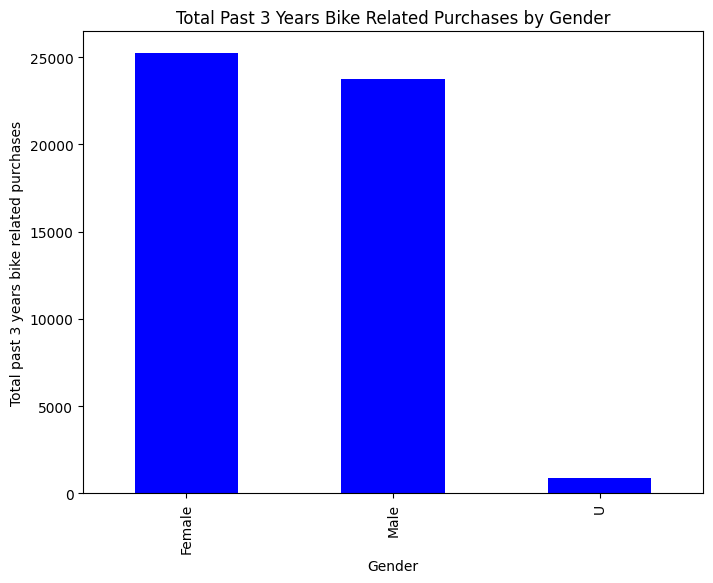 Total Past 3 Years Bike Related Purchases by Gender
Total past 3 years bike related purchases
25000
20000
15000
10000
5000
0
Female
Male
U
Gender